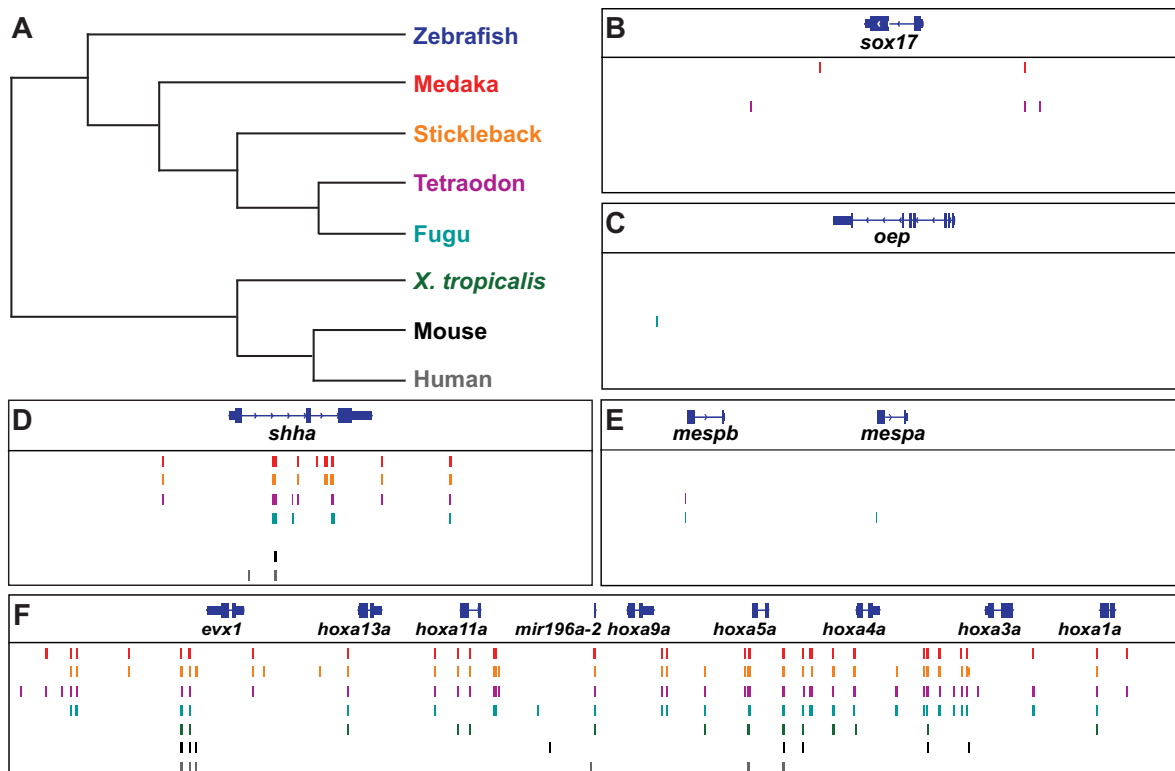 A
Zebrafish
Medaka
Stickleback
Tetraodon
Fugu
X. tropicalis
Mouse
Human
B
sox17
C
oep
D
shha
E
mespb mespa
F
evx1 hoxa13a hoxa11a mir196a-2 hoxa9a hoxa5a hoxa4a hoxa3a hoxa1a